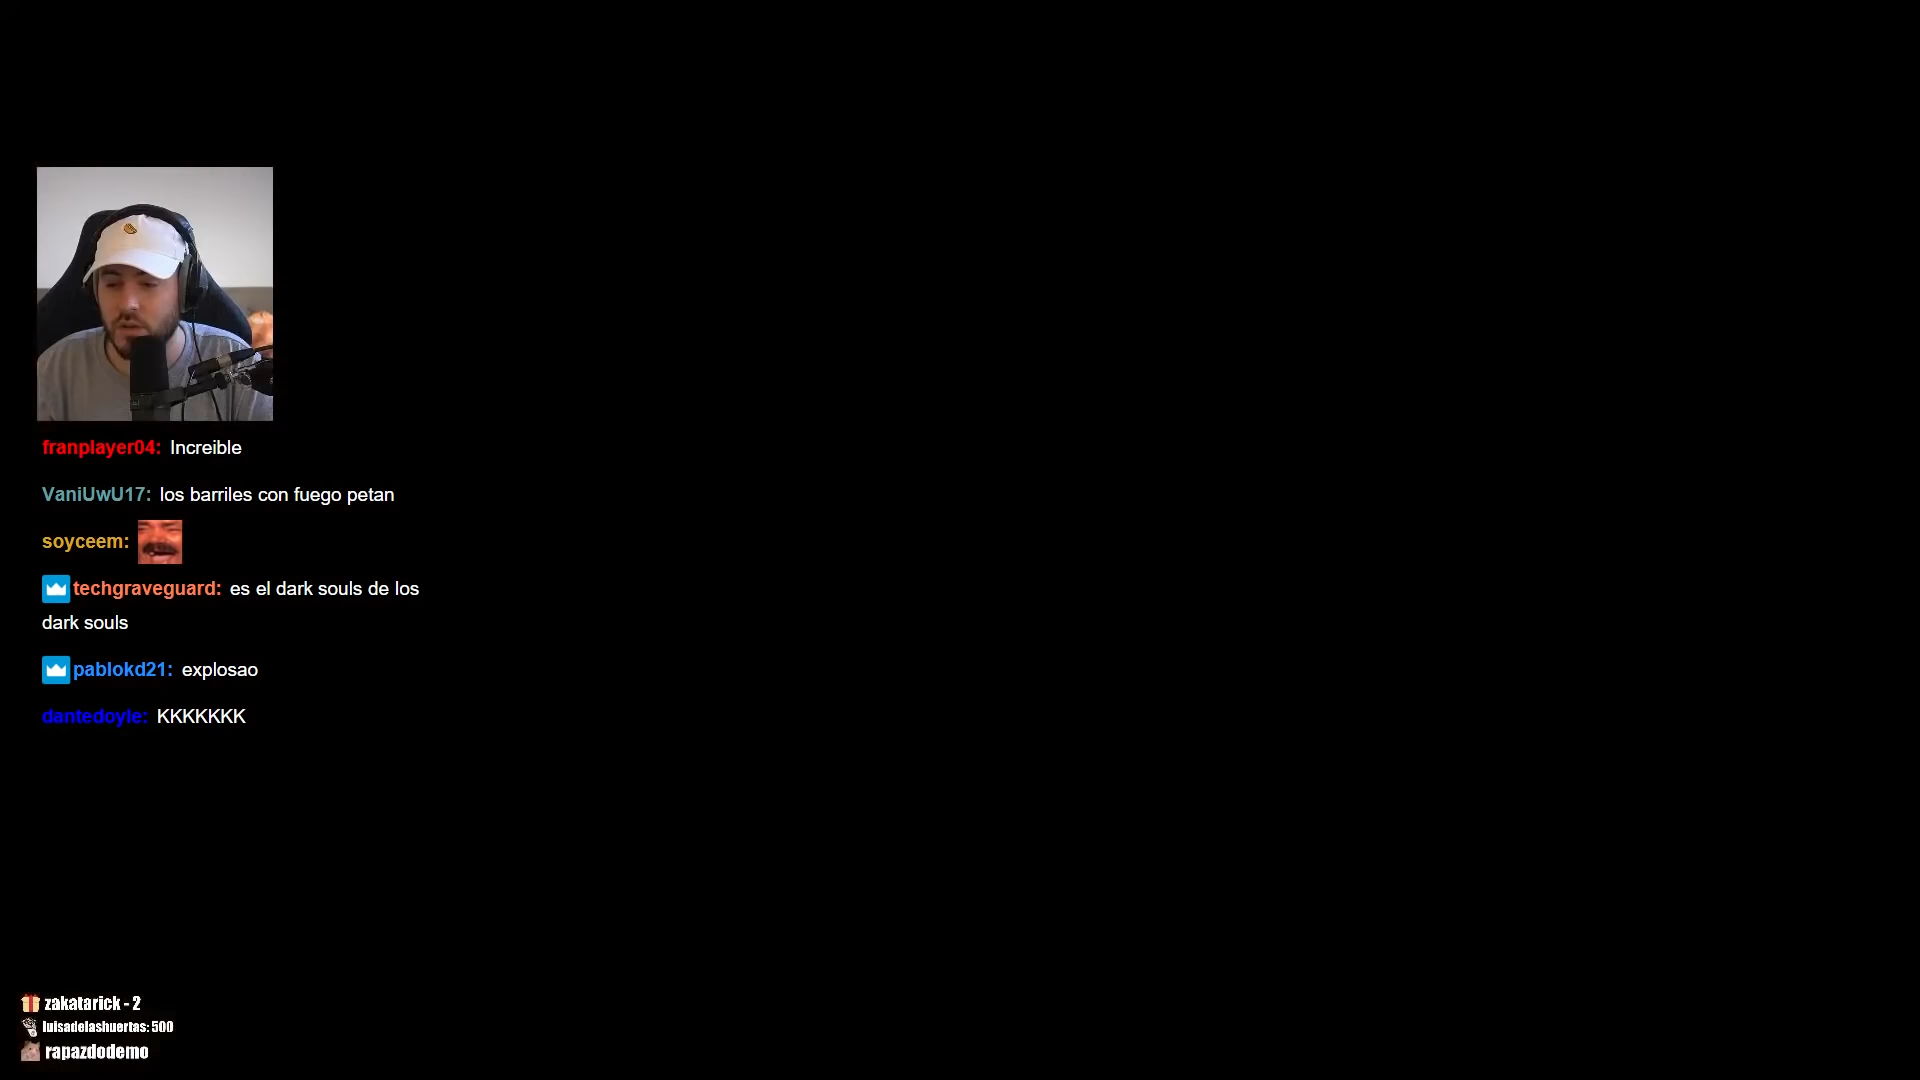 franplayer04: Increible
VaniUwU17: los barriles con fuego petan
soyceem:
techgraveguard: es el dark souls de los
dark souls
pablokd21: explosao
dantedoyle: KKKKKKK
zakatarick - 2
luisadelashuertas: 500
rapazdodemo